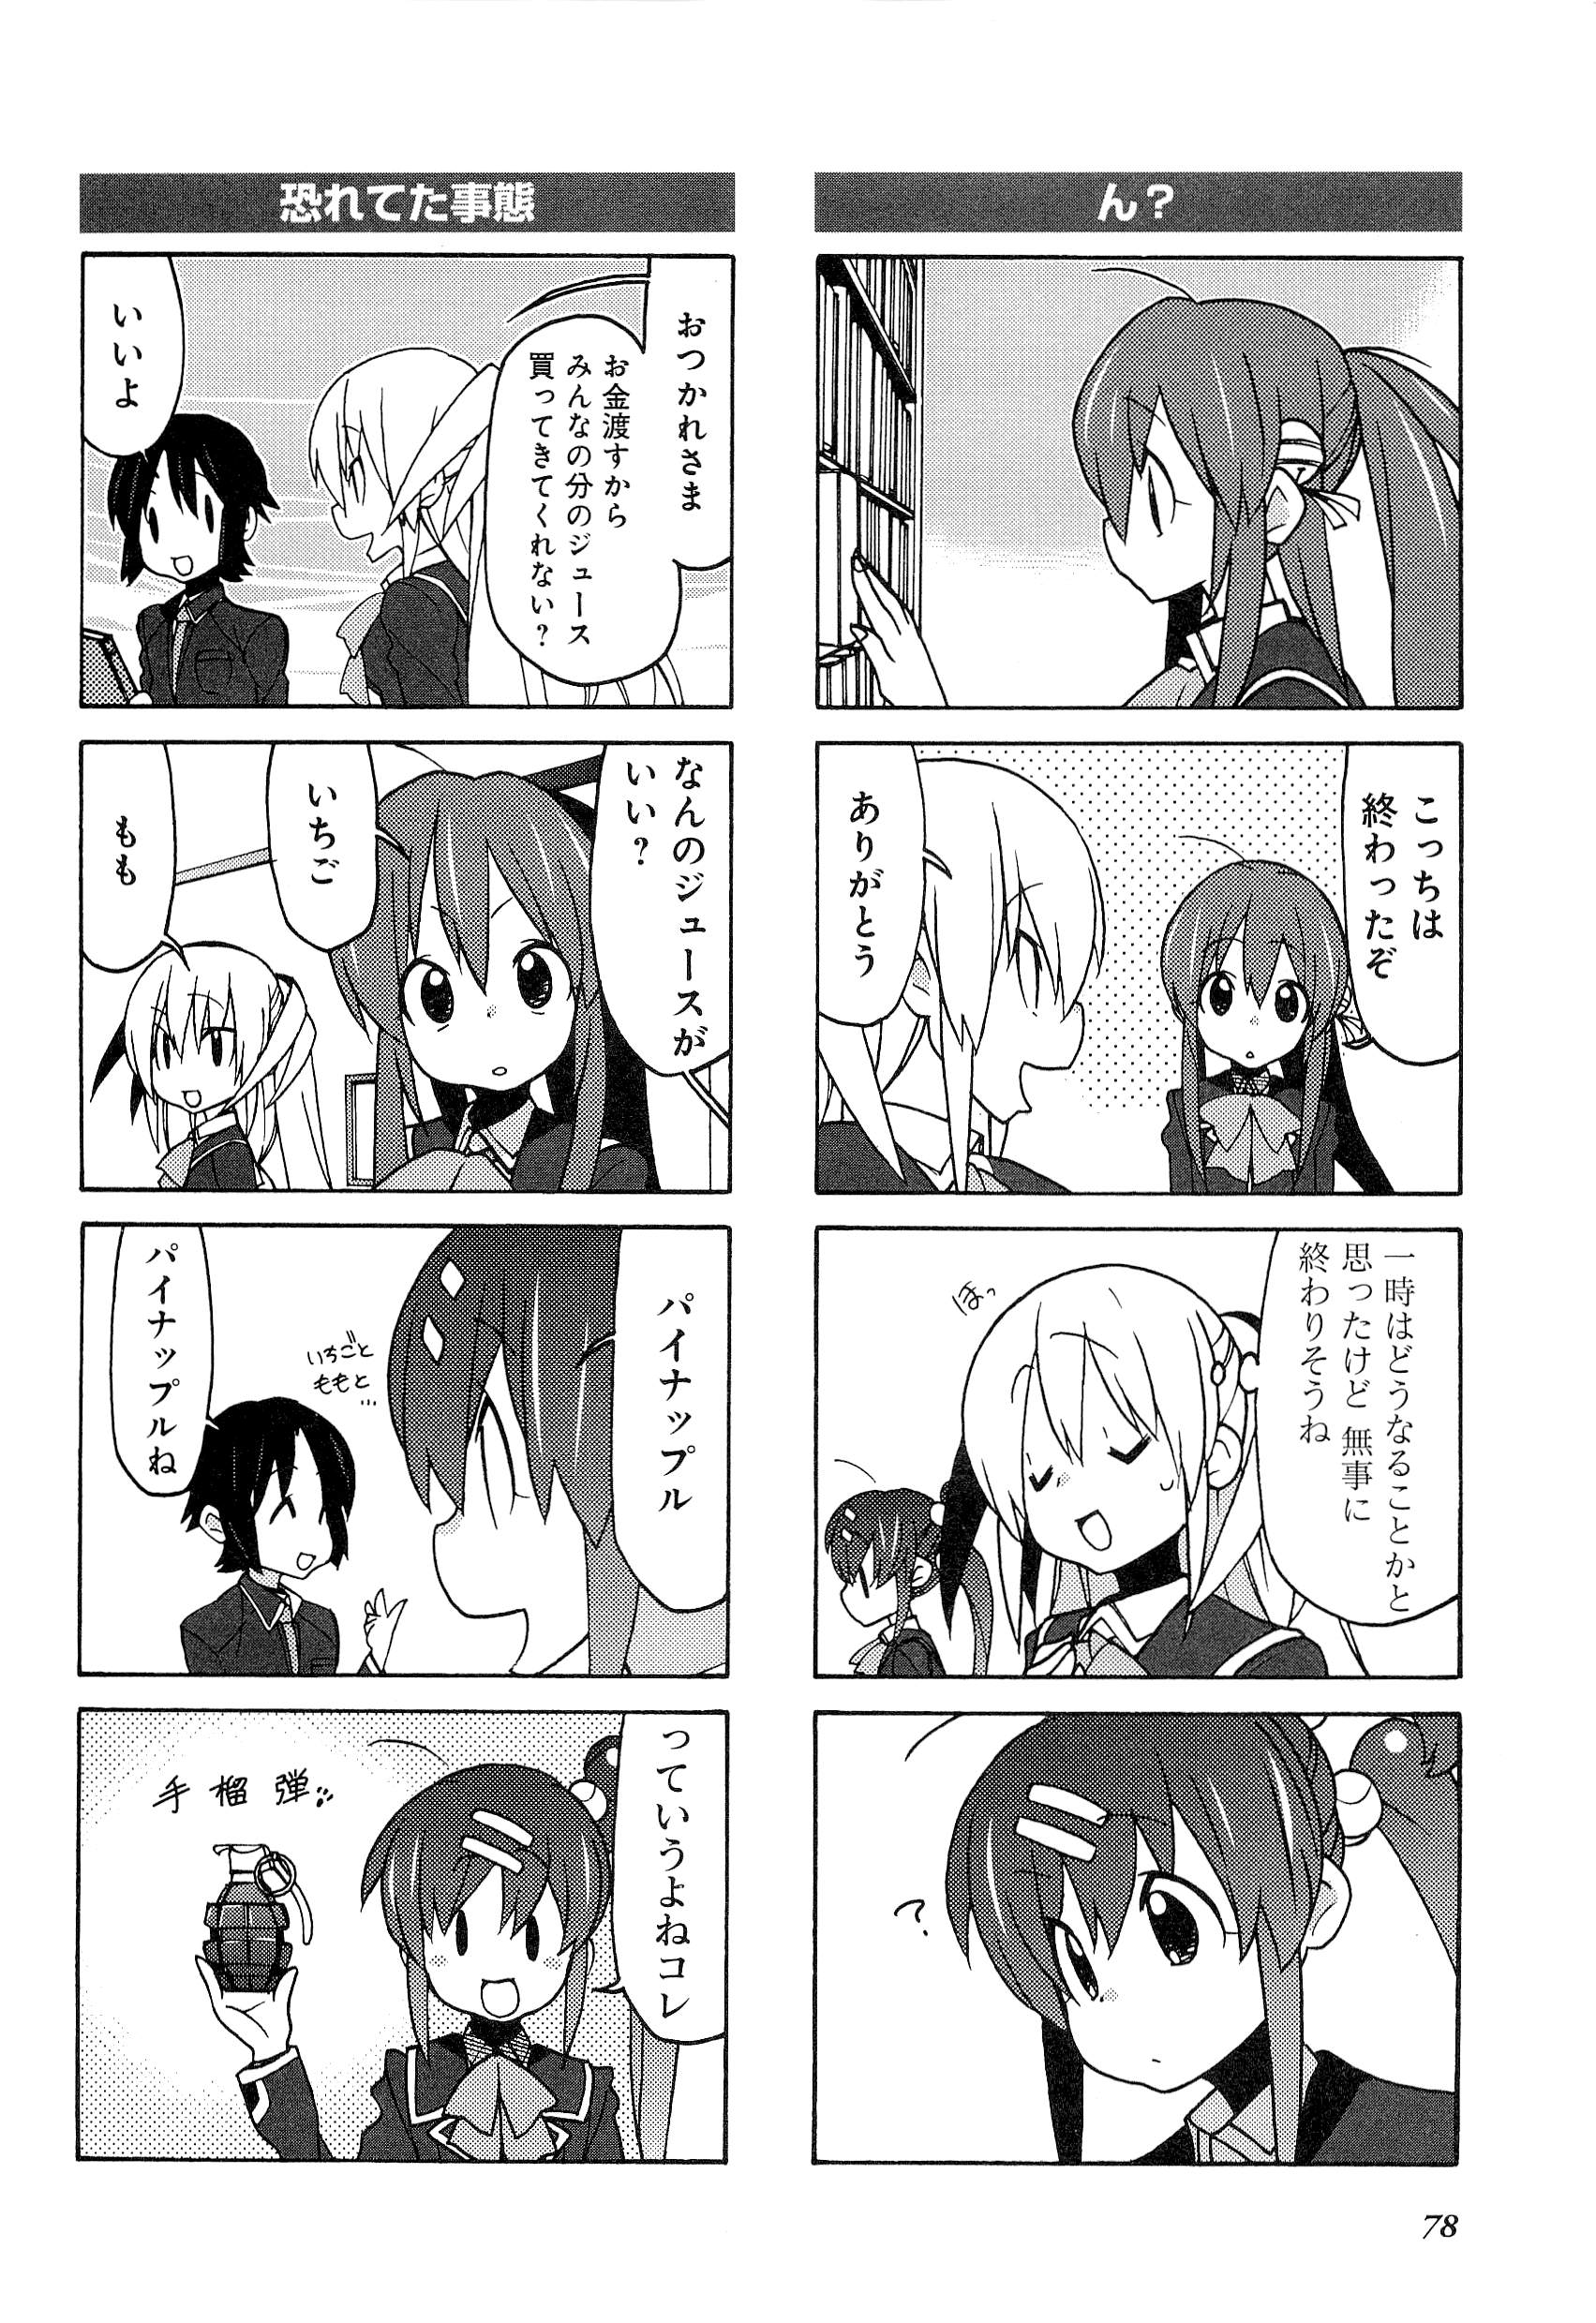 ん？
こっちは
終わったぞ
ありがとう
一時はどうなることかと
思ったけど 無事に
終わりそうね
ほっ
？
恐れてた事態
おつかれさま
お金渡すから
みんなの分のジュース
買ってきてくれない？
いいよ
なんのジュースが
いい？
いちご
もも
パイナップル
いちごと
ももと…
パイナップルね
っていうよねコレ
手榴弾‼
78